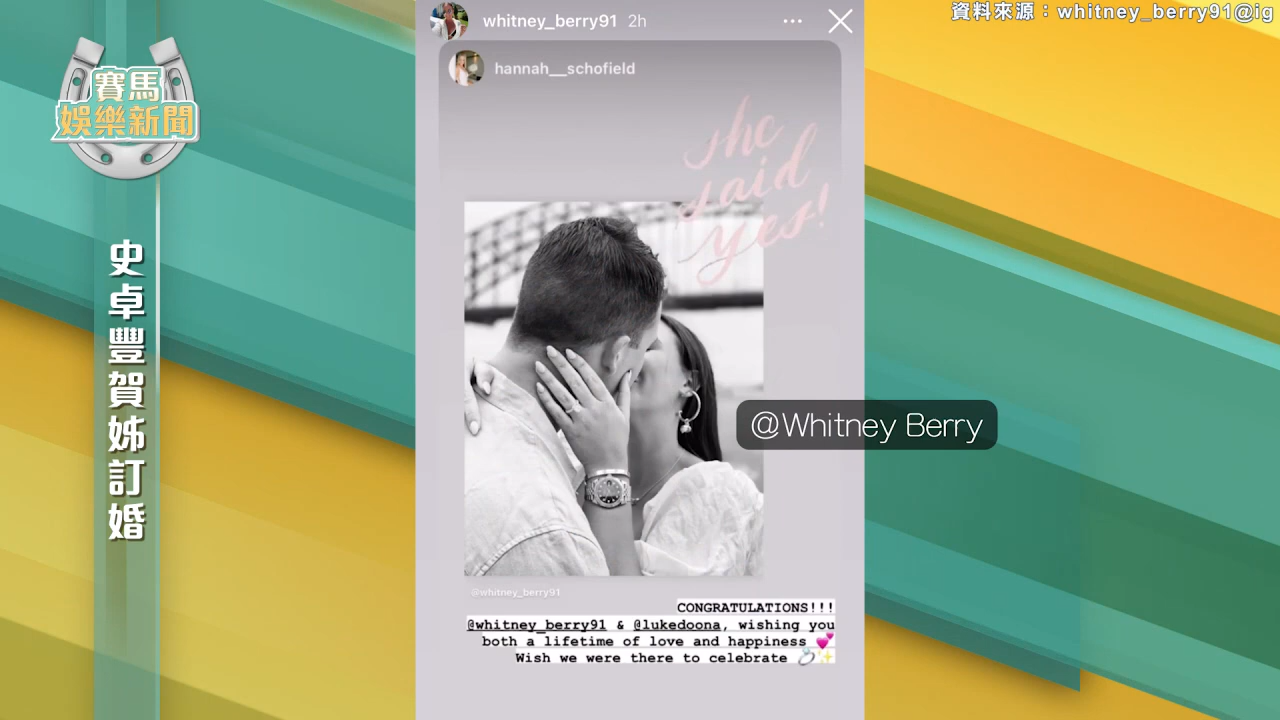 資料來源：whitney_berry91@ig
whitney_berry91 2h
hannah__schofield
賽馬
娛樂新聞
she
said
yes!
史卓豐賀姊訂婚
@Whitney Berry
@whitney_berry91
CONGRATULATIONS!!!
@whitney_berry91 & @lukedoona, wishing you
both a lifetime of love and happiness 💕
Wish we were there to celebrate 💍✨